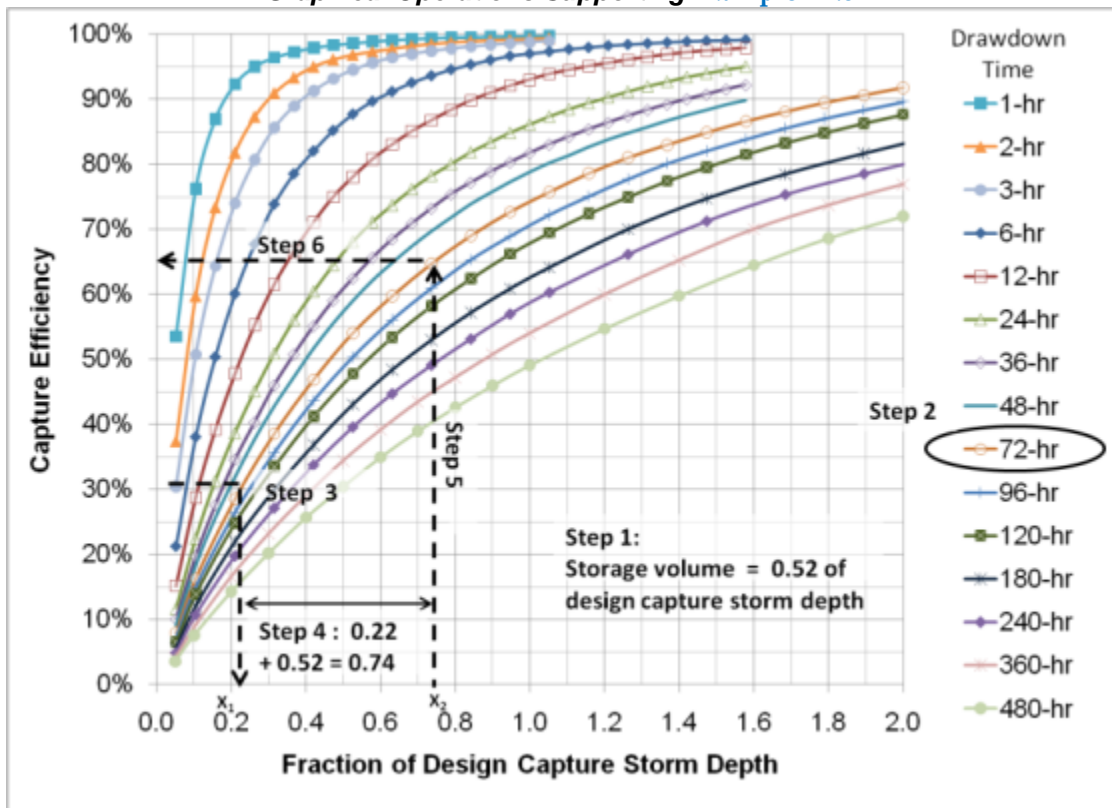 100%
90%
80%
70%
60%
50%
40%
30%
20%
10%
0%
Capture Efficiency
Step 6
Step 3
Step 5
Step 2
Step 1:
Storage volume = 0.52 of
design capture storm depth
Step 4 : 0.22
+ 0.52 = 0.74
x₁
x₂
0.0 0.2 0.4 0.6 0.8 1.0 1.2 1.4 1.6 1.8 2.0
Fraction of Design Capture Storm Depth
Drawdown
Time
1-hr
2-hr
3-hr
6-hr
12-hr
24-hr
36-hr
48-hr
72-hr
96-hr
120-hr
180-hr
240-hr
360-hr
480-hr